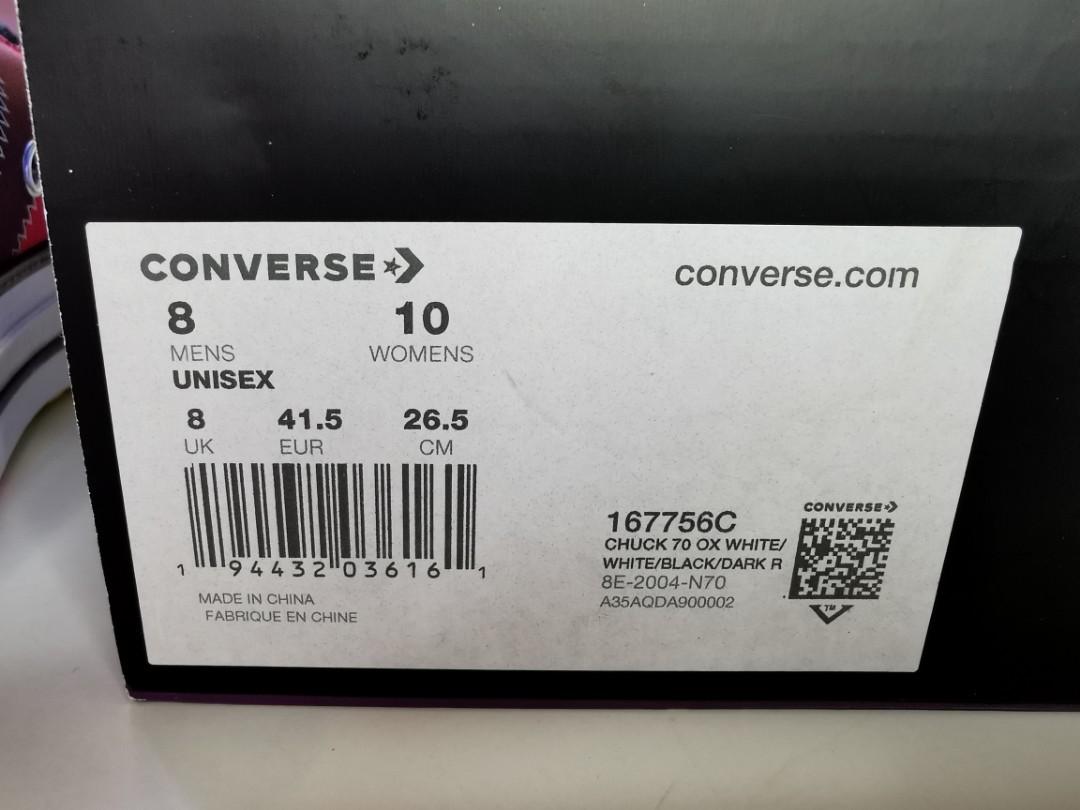 CONVERSE
converse.com
8 10
MENS WOMENS
UNISEX
8 41.5 26.5
UK EUR CM
1 94432 03616 1
MADE IN CHINA
FABRIQUE EN CHINE
167756C
CHUCK 70 OX WHITE/
WHITE/BLACK/DARK R
8E-2004-N70
A35AQDA900002
CONVERSE
TM